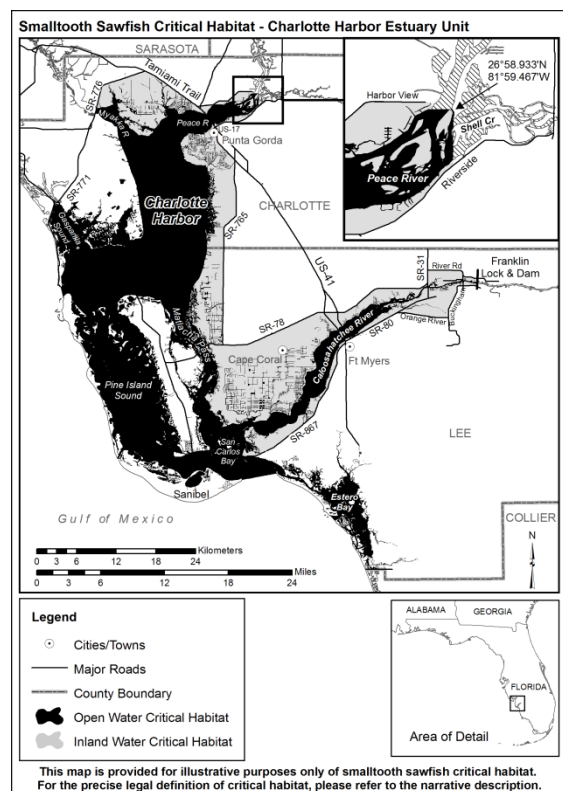 Smalltooth Sawfish Critical Habitat - Charlotte Harbor Estuary Unit
SARASOTA
Tamiami Trail
SR-776
Myakka R
Peace R
US-17
Punta Gorda
26°58.933'N
81°59.467'W
Harbor View
Shell Cr
Peace River
Riverside
SR-771
Gasparilla
Sound
Charlotte
Harbor
CHARLOTTE
SR-765
US-41
SR-31
River Rd
Franklin
Lock & Dam
Buckingham
Orange River
SR-80
SR-78
Matlacha Pass
Cape Coral
Caloosahatchee River
Ft Myers
Pine Island
Sound
SR-867
LEE
San
Carlos
Bay
Sanibel
Estero
Bay
Gulf of Mexico
COLLIER
N
Kilometers
0 3 6 12 18 24
Miles
0 3 6 12 18 24
Legend
Cities/Towns
Major Roads
County Boundary
Open Water Critical Habitat
Inland Water Critical Habitat
ALABAMA
GEORGIA
FLORIDA
Area of Detail
This map is provided for illustrative purposes only of smalltooth sawfish critical habitat.
For the precise legal definition of critical habitat, please refer to the narrative description.